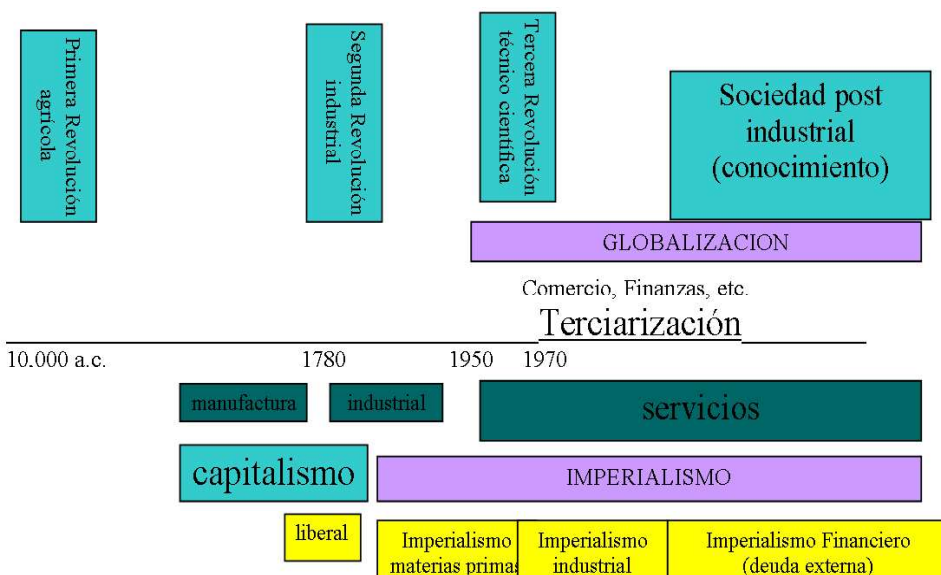 Primera Revolución
agrícola
Segunda Revolución
industrial
Tercera Revolución
técnico científica
Sociedad post
industrial
(conocimiento)
GLOBALIZACION
Comercio, Finanzas, etc.
Terciarización
10.000 a.c.
1780
1950
1970
manufactura
industrial
servicios
capitalismo
IMPERIALISMO
liberal
Imperialismo
materias primas
Imperialismo
industrial
Imperialismo Financiero
(deuda externa)